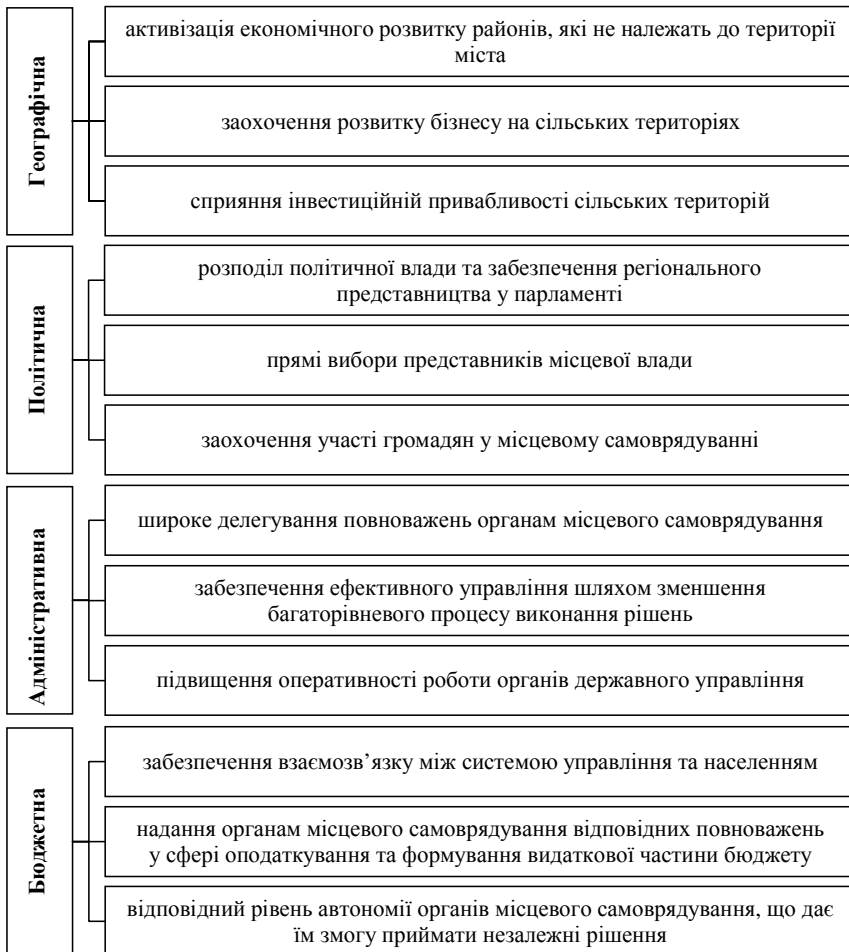 Географічна
активізація економічного розвитку районів, які не належать до території
міста
заохочення розвитку бізнесу на сільських територіях
сприяння інвестиційній привабливості сільських територій
Політична
розподіл політичної влади та забезпечення регіонального
представництва у парламенті
прямі вибори представників місцевої влади
заохочення участі громадян у місцевому самоврядуванні
Адміністративна
широке делегування повноважень органам місцевого самоврядування
забезпечення ефективного управління шляхом зменшення
багаторівневого процесу виконання рішень
підвищення оперативності роботи органів державного управління
Бюджетна
забезпечення взаємозв’язку між системою управління та населенням
надання органам місцевого самоврядування відповідних повноважень
у сфері оподаткування та формування видаткової частини бюджету
відповідний рівень автономії органів місцевого самоврядування, що дає
їм змогу приймати незалежні рішення